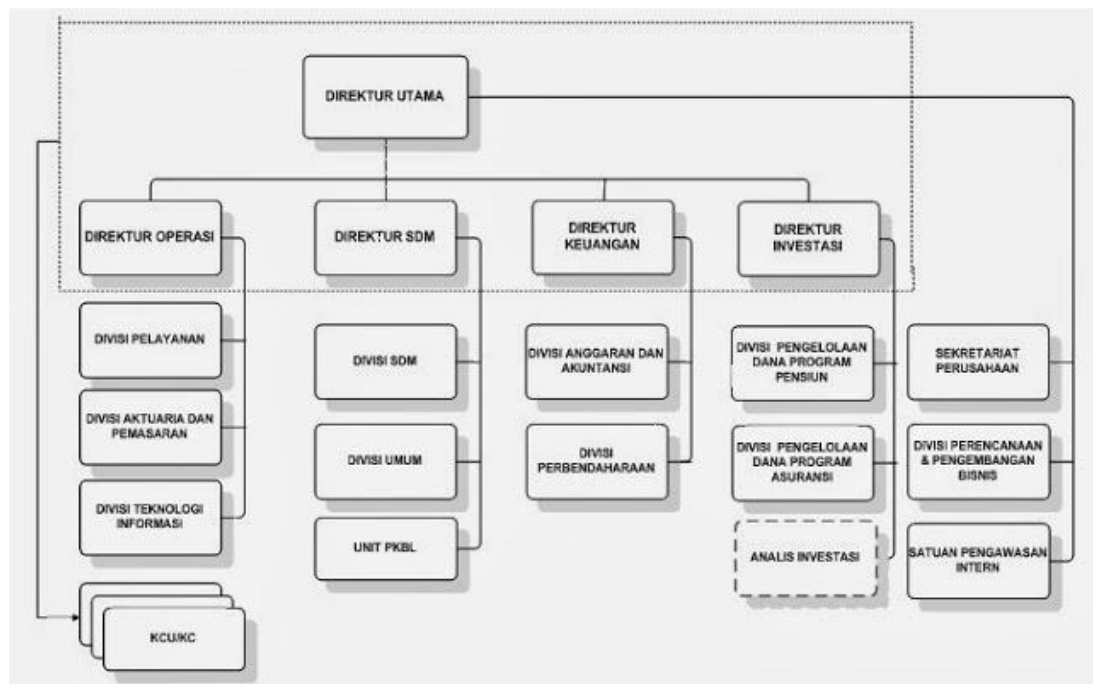 DIREKTUR UTAMA
DIREKTUR OPERASI
DIREKTUR SDM
DIREKTUR
KEUANGAN
DIREKTUR
INVESTASI
DIVISI PELAYANAN
DIVISI SDM
DIVISI ANGGARAN DAN
AKUNTANSI
DIVISI PENGELOLAAN
DANA PROGRAM
PENSIUN
SEKRETARIAT
PERUSAHAAN
DIVISI AKTUARIA DAN
PEMASARAN
DIVISI UMUM
DIVISI
PERBENDAHARAAN
DIVISI PENGELOLAAN
DANA PROGRAM
ASURANSI
DIVISI PERENCANAAN
& PENGEMBANGAN
BISNIS
DIVISI TEKNOLOGI
INFORMASI
UNIT PKBL
ANALIS INVESTASI
SATUAN PENGAWASAN
INTERN
KCU/KC